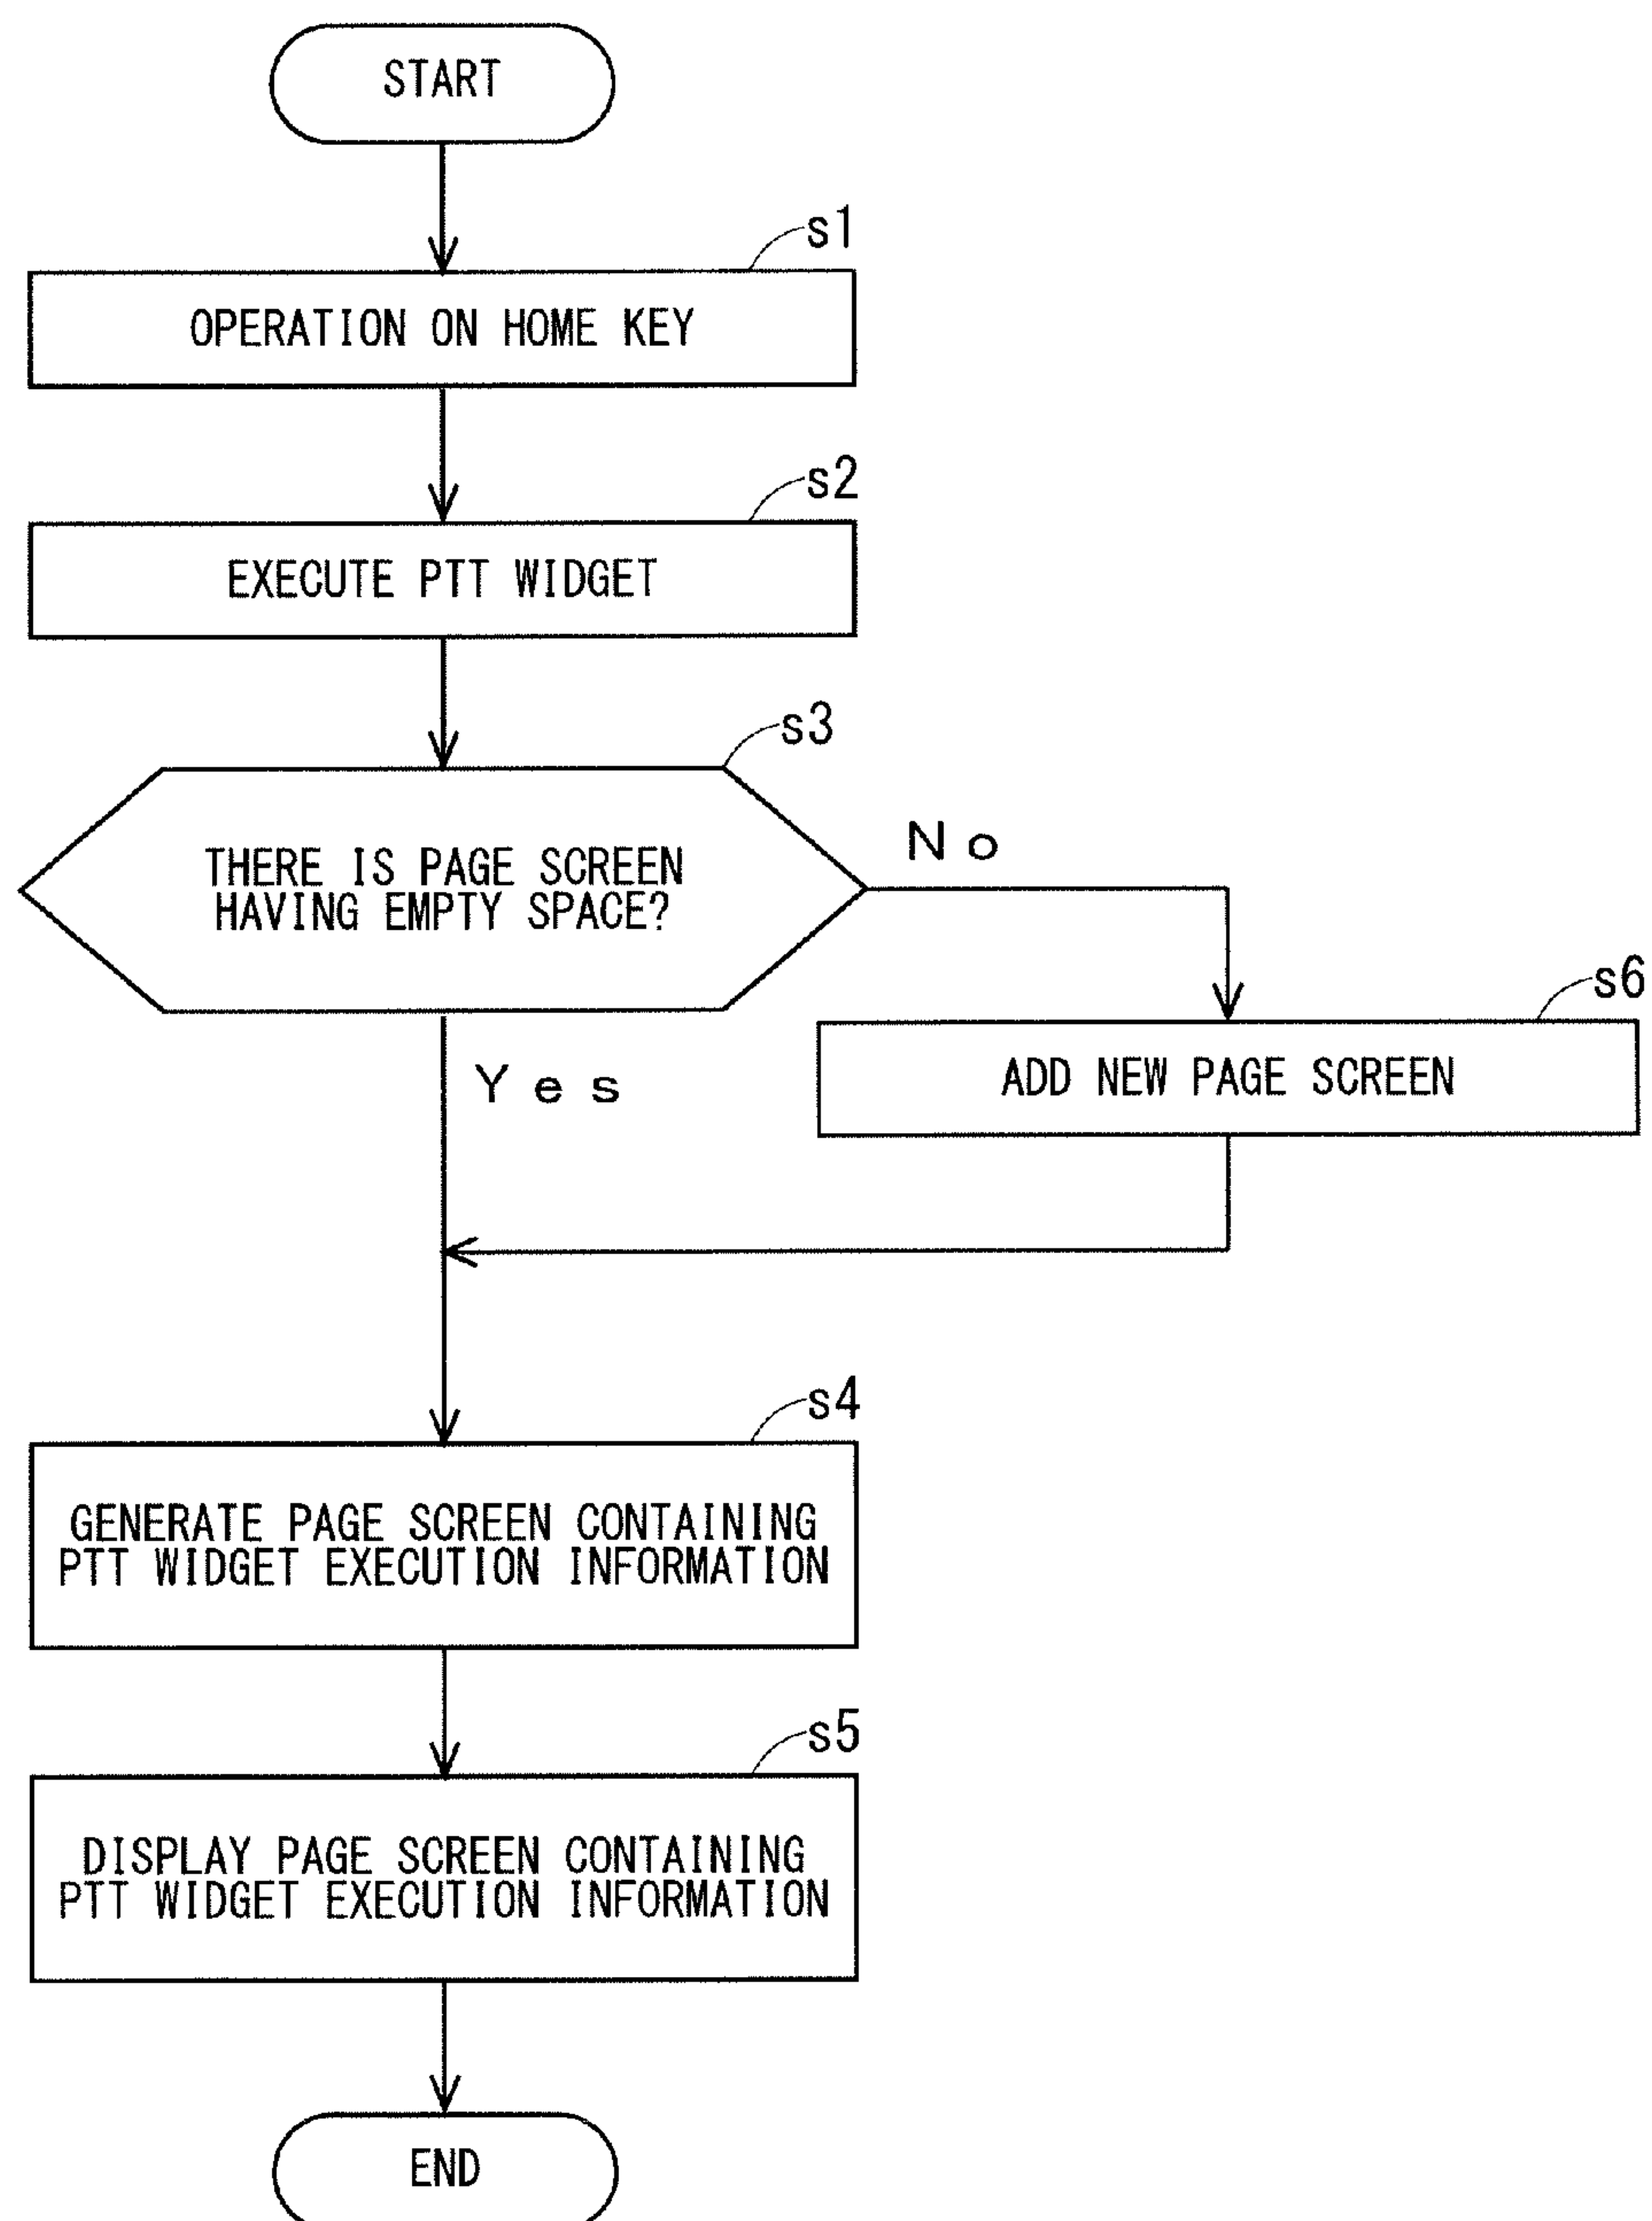 START
s1
OPERATION ON HOME KEY
s2
EXECUTE PTT WIDGET
s3
THERE IS PAGE SCREEN
HAVING EMPTY SPACE?
No
s6
ADD NEW PAGE SCREEN
Yes
s4
GENERATE PAGE SCREEN CONTAINING
PTT WIDGET EXECUTION INFORMATION
s5
DISPLAY PAGE SCREEN CONTAINING
PTT WIDGET EXECUTION INFORMATION
END